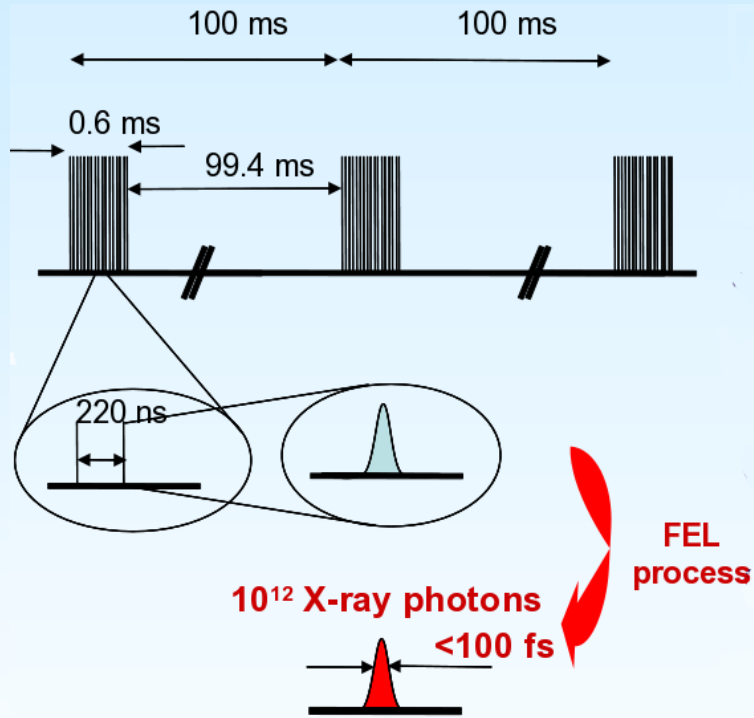 100 ms
100 ms
0.6 ms
99.4 ms
220 ns
FEL
process
10¹² X-ray photons
<100 fs